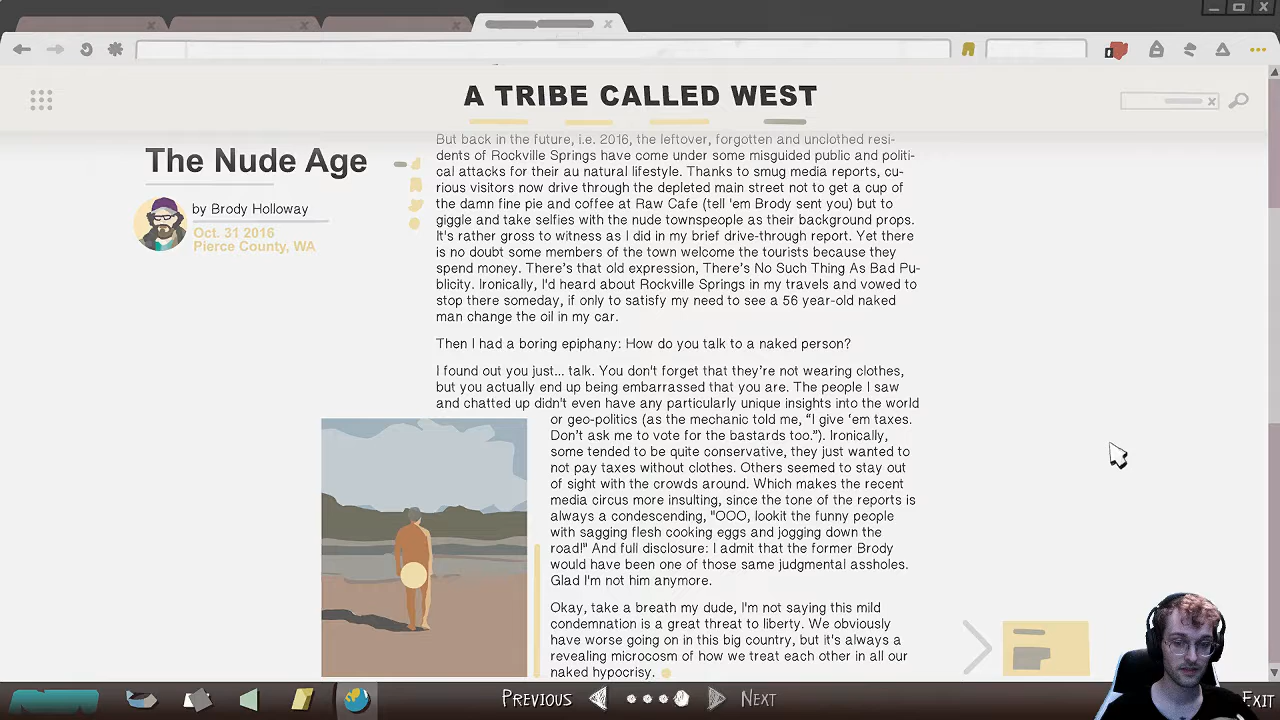 A TRIBE CALLED WEST
The Nude Age
by Brody Holloway
Oct. 31 2016
Pierce County, WA
But back in the future, i.e. 2016, the leftover, forgotten and unclothed resi-
dents of Rockville Springs have come under some misguided public and politi-
cal attacks for their au natural lifestyle. Thanks to smug media reports, cu-
rious visitors now drive through the depleted main street not to get a cup of
the damn fine pie and coffee at Raw Cafe (tell 'em Brody sent you) but to
giggle and take selfies with the nude townspeople as their background props.
It's rather gross to witness as I did in my brief drive-through report. Yet there
is no doubt some members of the town welcome the tourists because they
spend money. There's that old expression, There's No Such Thing As Bad Pu-
blicity. Ironically, I'd heard about Rockville Springs in my travels and vowed to
stop there someday, if only to satisfy my need to see a 56 year-old naked
man change the oil in my car.
Then I had a boring epiphany: How do you talk to a naked person?
I found out you just... talk. You don't forget that they're not wearing clothes,
but you actually end up being embarrassed that you are. The people I saw
and chatted up didn't even have any particularly unique insights into the world
or geo-politics (as the mechanic told me, "I give 'em taxes.
Don't ask me to vote for the bastards too."). Ironically,
some tended to be quite conservative, they just wanted to
not pay taxes without clothes. Others seemed to stay out
of sight with the crowds around. Which makes the recent
media circus more insulting, since the tone of the reports is
always a condescending, "OOO, lookit the funny people
with sagging flesh cooking eggs and jogging down the
road!" And full disclosure: I admit that the former Brody
would have been one of those same judgmental assholes.
Glad I'm not him anymore.
Okay, take a breath my dude, I'm not saying this mild
condemnation is a great threat to liberty. We obviously
have worse going on in this big country, but it's always a
revealing microcosm of how we treat each other in all our
naked hypocrisy.
PREVIOUS
NEXT
EXIT